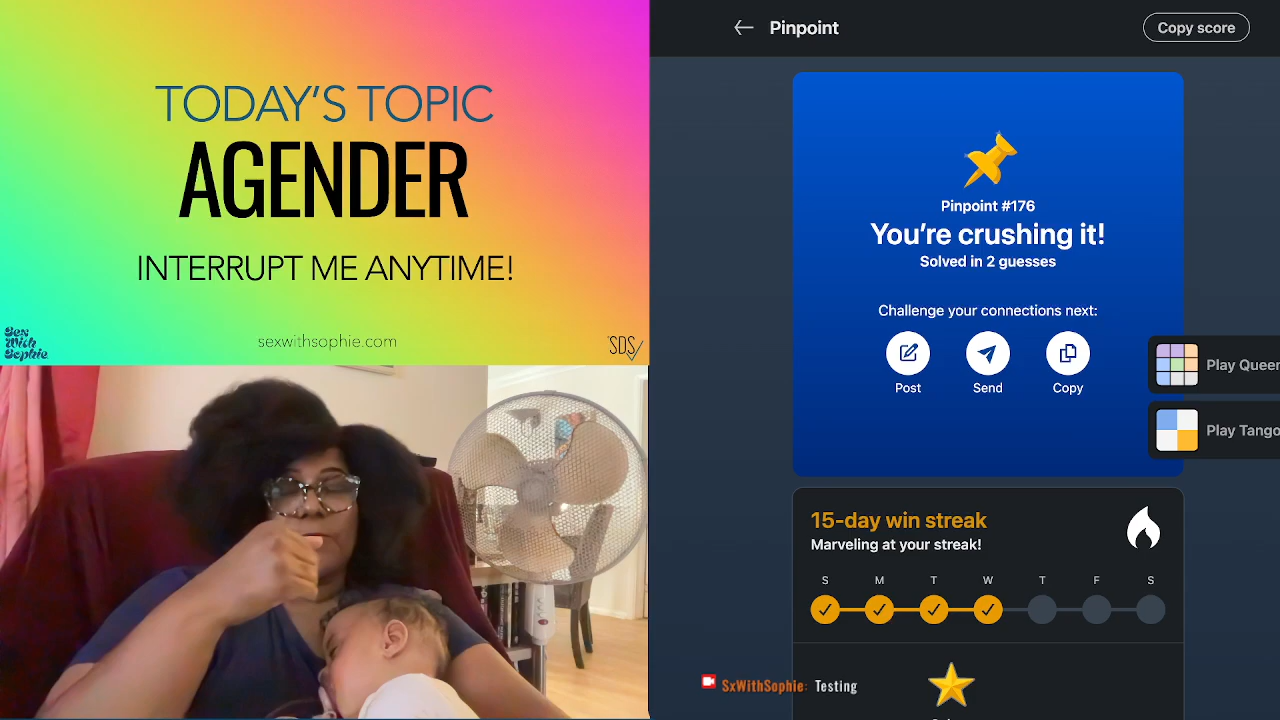 TODAY'S TOPIC
AGENDER
INTERRUPT ME ANYTIME!
Sex
With
Sophie
sexwithsophie.com
SDS
Pinpoint
Copy score
Pinpoint #176
You're crushing it!
Solved in 2 guesses
Challenge your connections next:
Post
Send
Copy
Play Queen
Play Tango
15-day win streak
Marveling at your streak!
S M T W T F S
SxWithSophie: Testing